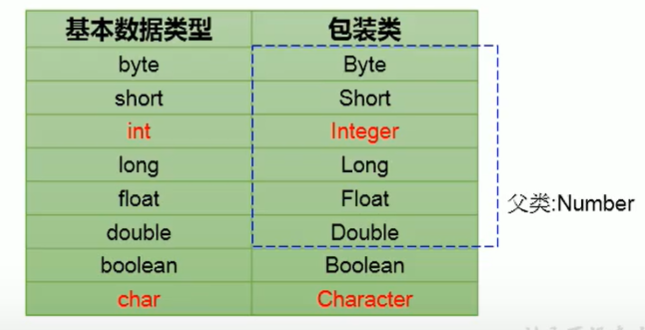 基本数据类型 包装类
byte Byte
short Short
int Integer
long Long
float Float
父类:Number
double Double
boolean Boolean
char Character